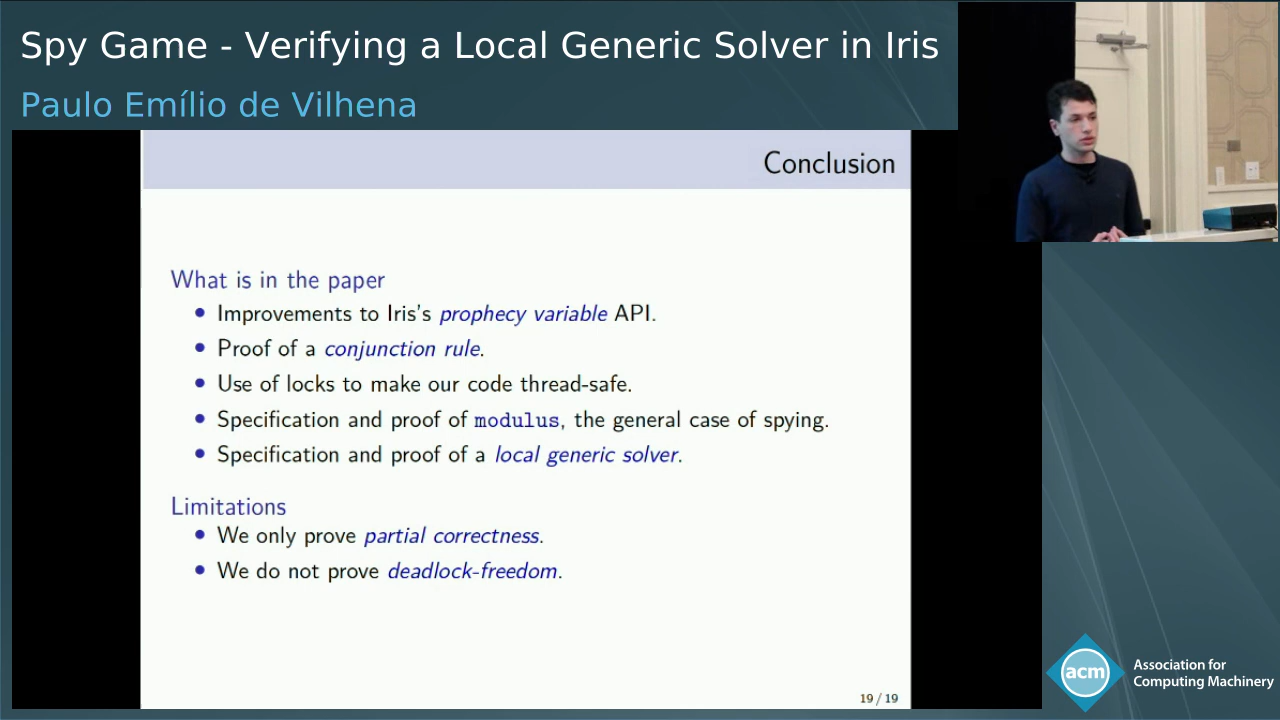 Spy Game - Verifying a Local Generic Solver in Iris
Paulo Emílio de Vilhena
Conclusion
What is in the paper
• Improvements to Iris's prophecy variable API.
• Proof of a conjunction rule.
• Use of locks to make our code thread-safe.
• Specification and proof of modulus, the general case of spying.
• Specification and proof of a local generic solver.
Limitations
• We only prove partial correctness.
• We do not prove deadlock-freedom.
19 / 19
acm
Association for
Computing Machinery